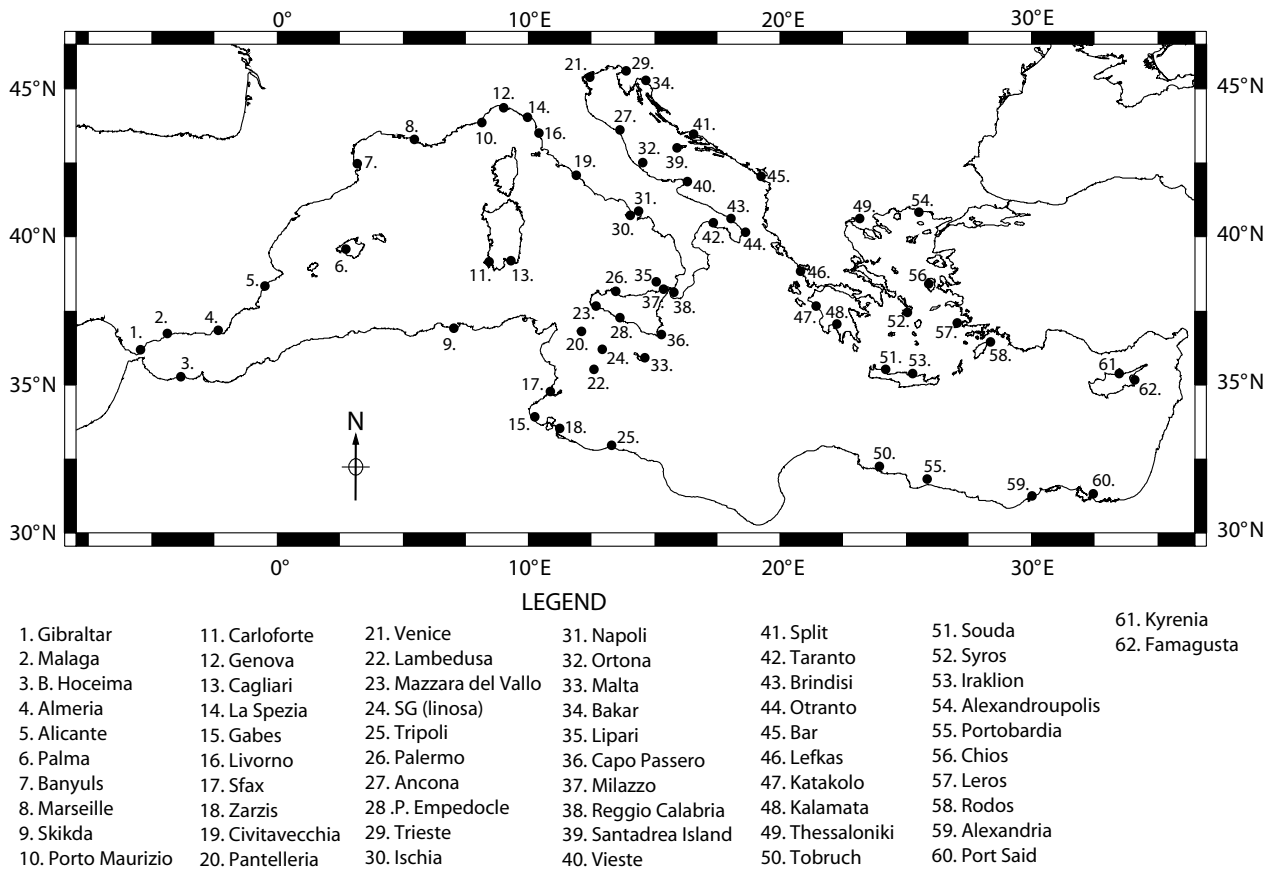 0° 10°E 20°E 30°E
45°N 45°N
40°N 40°N
35°N 35°N
30°N 30°N
21. 29. 34. 12. 14. 27. 41. 8. 10. 16. 32. 39. 7. 19. 40. 45.
31. 43. 49. 54. 30. 42. 44. 6. 11. 13. 46. 5. 26. 35 56. 37. 38.
2. 4. 23. 28. 47. 48. 52. 57. 1. 9. 20. 24. 36. 58. 3. 33. 51. 53. 61
22. 62. 17. 15. 18. 25. 50. 55. 59. 60.
N
0° 10°E 20°E 30°E
LEGEND
1. Gibraltar
2. Malaga
3. B. Hoceima
4. Almeria
5. Alicante
6. Palma
7. Banyuls
8. Marseille
9. Skikda
10. Porto Maurizio
11. Carloforte
12. Genova
13. Cagliari
14. La Spezia
15. Gabes
16. Livorno
17. Sfax
18. Zarzis
19. Civitavecchia
20. Pantelleria
21. Venice
22. Lambedusa
23. Mazzara del Vallo
24. SG (linosa)
25. Tripoli
26. Palermo
27. Ancona
28 .P. Empedocle
29. Trieste
30. Ischia
31. Napoli
32. Ortona
33. Malta
34. Bakar
35. Lipari
36. Capo Passero
37. Milazzo
38. Reggio Calabria
39. Santadrea Island
40. Vieste
41. Split
42. Taranto
43. Brindisi
44. Otranto
45. Bar
46. Lefkas
47. Katakolo
48. Kalamata
49. Thessaloniki
50. Tobruch
51. Souda
52. Syros
53. Iraklion
54. Alexandroupolis
55. Portobardia
56. Chios
57. Leros
58. Rodos
59. Alexandria
60. Port Said
61. Kyrenia
62. Famagusta